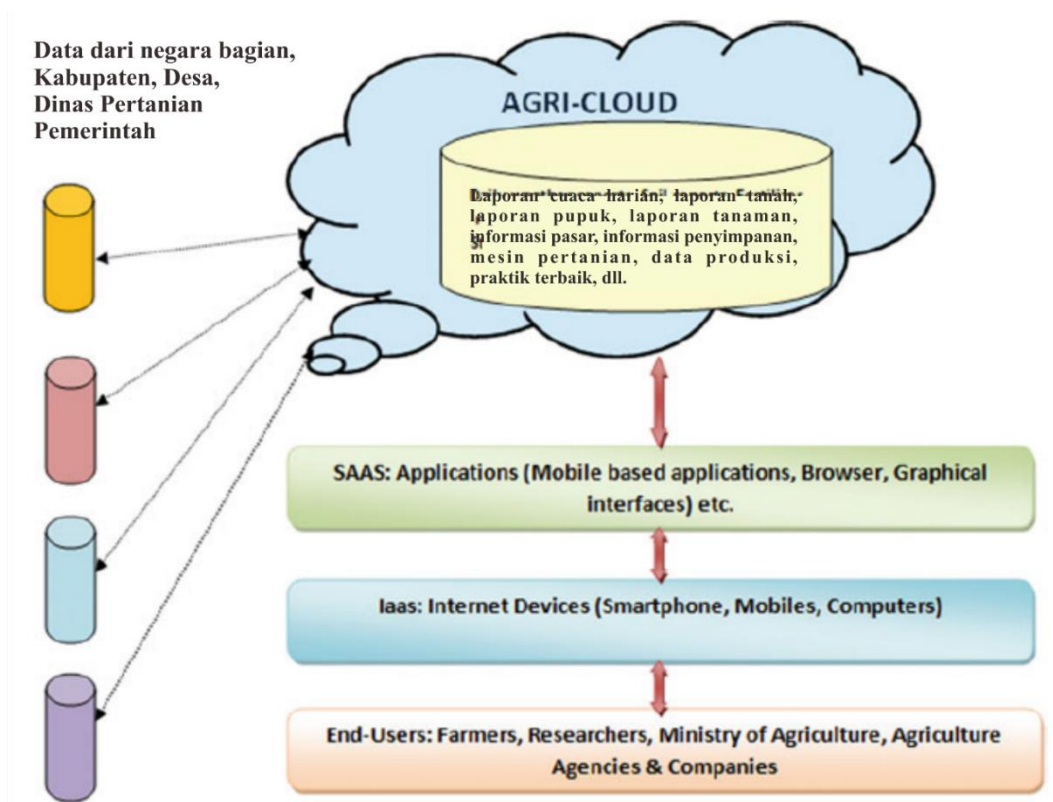 Data dari negara bagian,
Kabupaten, Desa,
Dinas Pertanian
Pemerintah
AGRI-CLOUD
Laporan cuaca harian, laporan tanah,
laporan pupuk, laporan tanaman,
informasi pasar, informasi penyimpanan,
mesin pertanian, data produksi,
praktik terbaik, dll.
SAAS: Applications (Mobile based applications, Browser, Graphical
interfaces) etc.
Iaas: Internet Devices (Smartphone, Mobiles, Computers)
End-Users: Farmers, Researchers, Ministry of Agriculture, Agriculture
Agencies & Companies